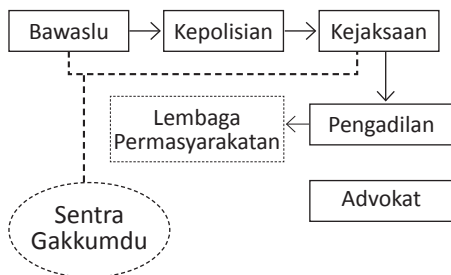 Bawaslu
Kepolisian
Kejaksaan
Lembaga
Permasyarakatan
Pengadilan
Sentra
Gakkumdu
Advokat